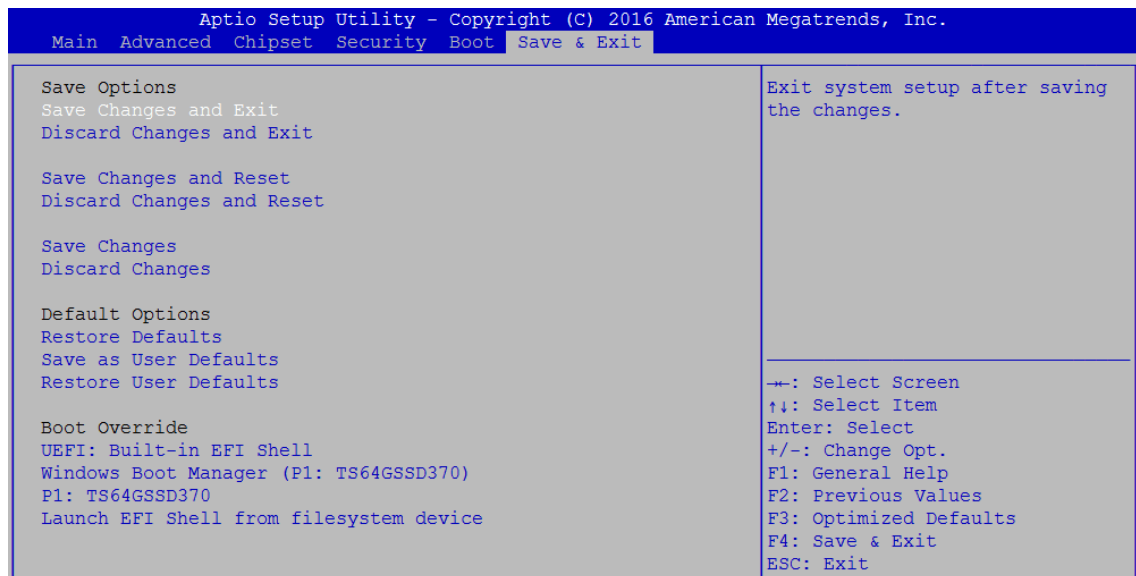 Aptio Setup Utility - Copyright (C) 2016 American Megatrends, Inc.
Main Advanced Chipset Security Boot Save & Exit
Save Options
Save Changes and Exit
Discard Changes and Exit
Save Changes and Reset
Discard Changes and Reset
Save Changes
Discard Changes
Default Options
Restore Defaults
Save as User Defaults
Restore User Defaults
Boot Override
UEFI: Built-in EFI Shell
Windows Boot Manager (P1: TS64GSSD370)
P1: TS64GSSD370
Launch EFI Shell from filesystem device
Exit system setup after saving
the changes.
→←: Select Screen
↑↓: Select Item
Enter: Select
+/-: Change Opt.
F1: General Help
F2: Previous Values
F3: Optimized Defaults
F4: Save & Exit
ESC: Exit